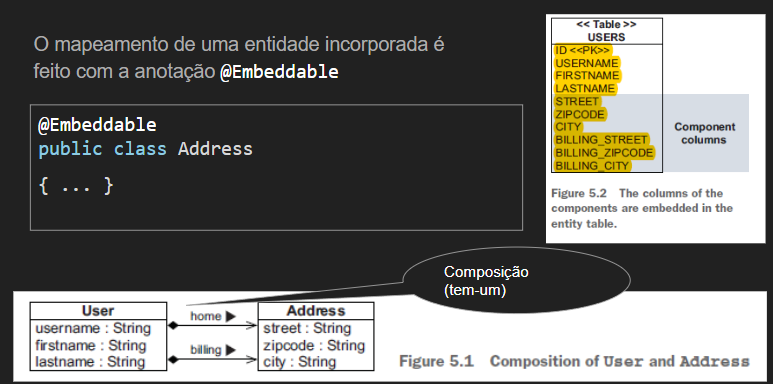 O mapeamento de uma entidade incorporada é
feito com a anotação @Embeddable
@Embeddable
public class Address
{ ... }
<< Table >>
USERS
ID <<PK>>
USERNAME
FIRSTNAME
LASTNAME
STREET
ZIPCODE
CITY
BILLING_STREET
BILLING_ZIPCODE
BILLING_CITY
Component
columns
Figure 5.2 The columns of the
components are embedded in the
entity table.
Composição
(tem-um)
User
username : String
firstname : String
lastname : String
home ▶
billing ▶
Address
street : String
zipcode : String
city : String
Figure 5.1 Composition of User and Address